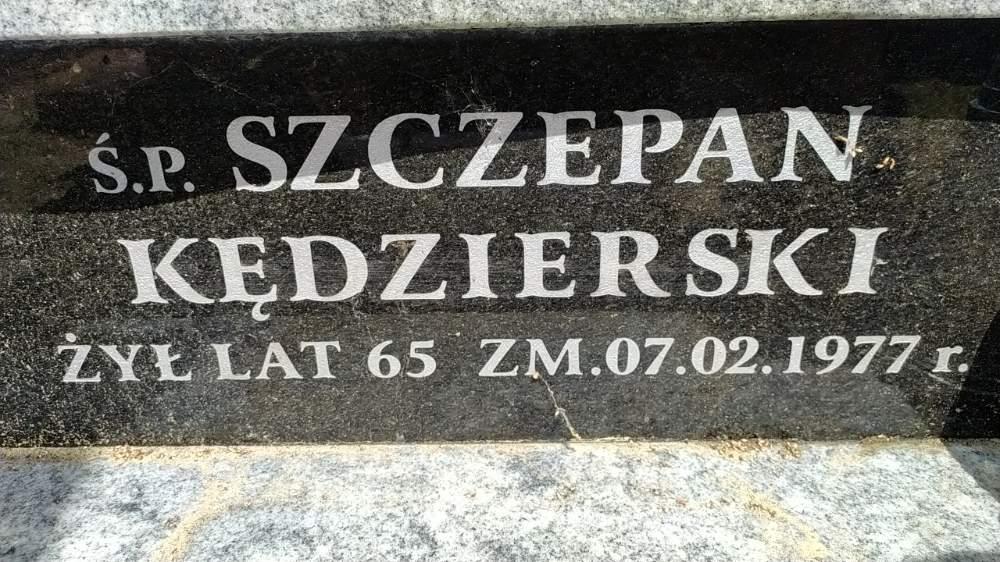 Ś.P. SZCZEPAN
KĘDZIERSKI
ŻYŁ LAT 65 ZM.07.02.1977 r.